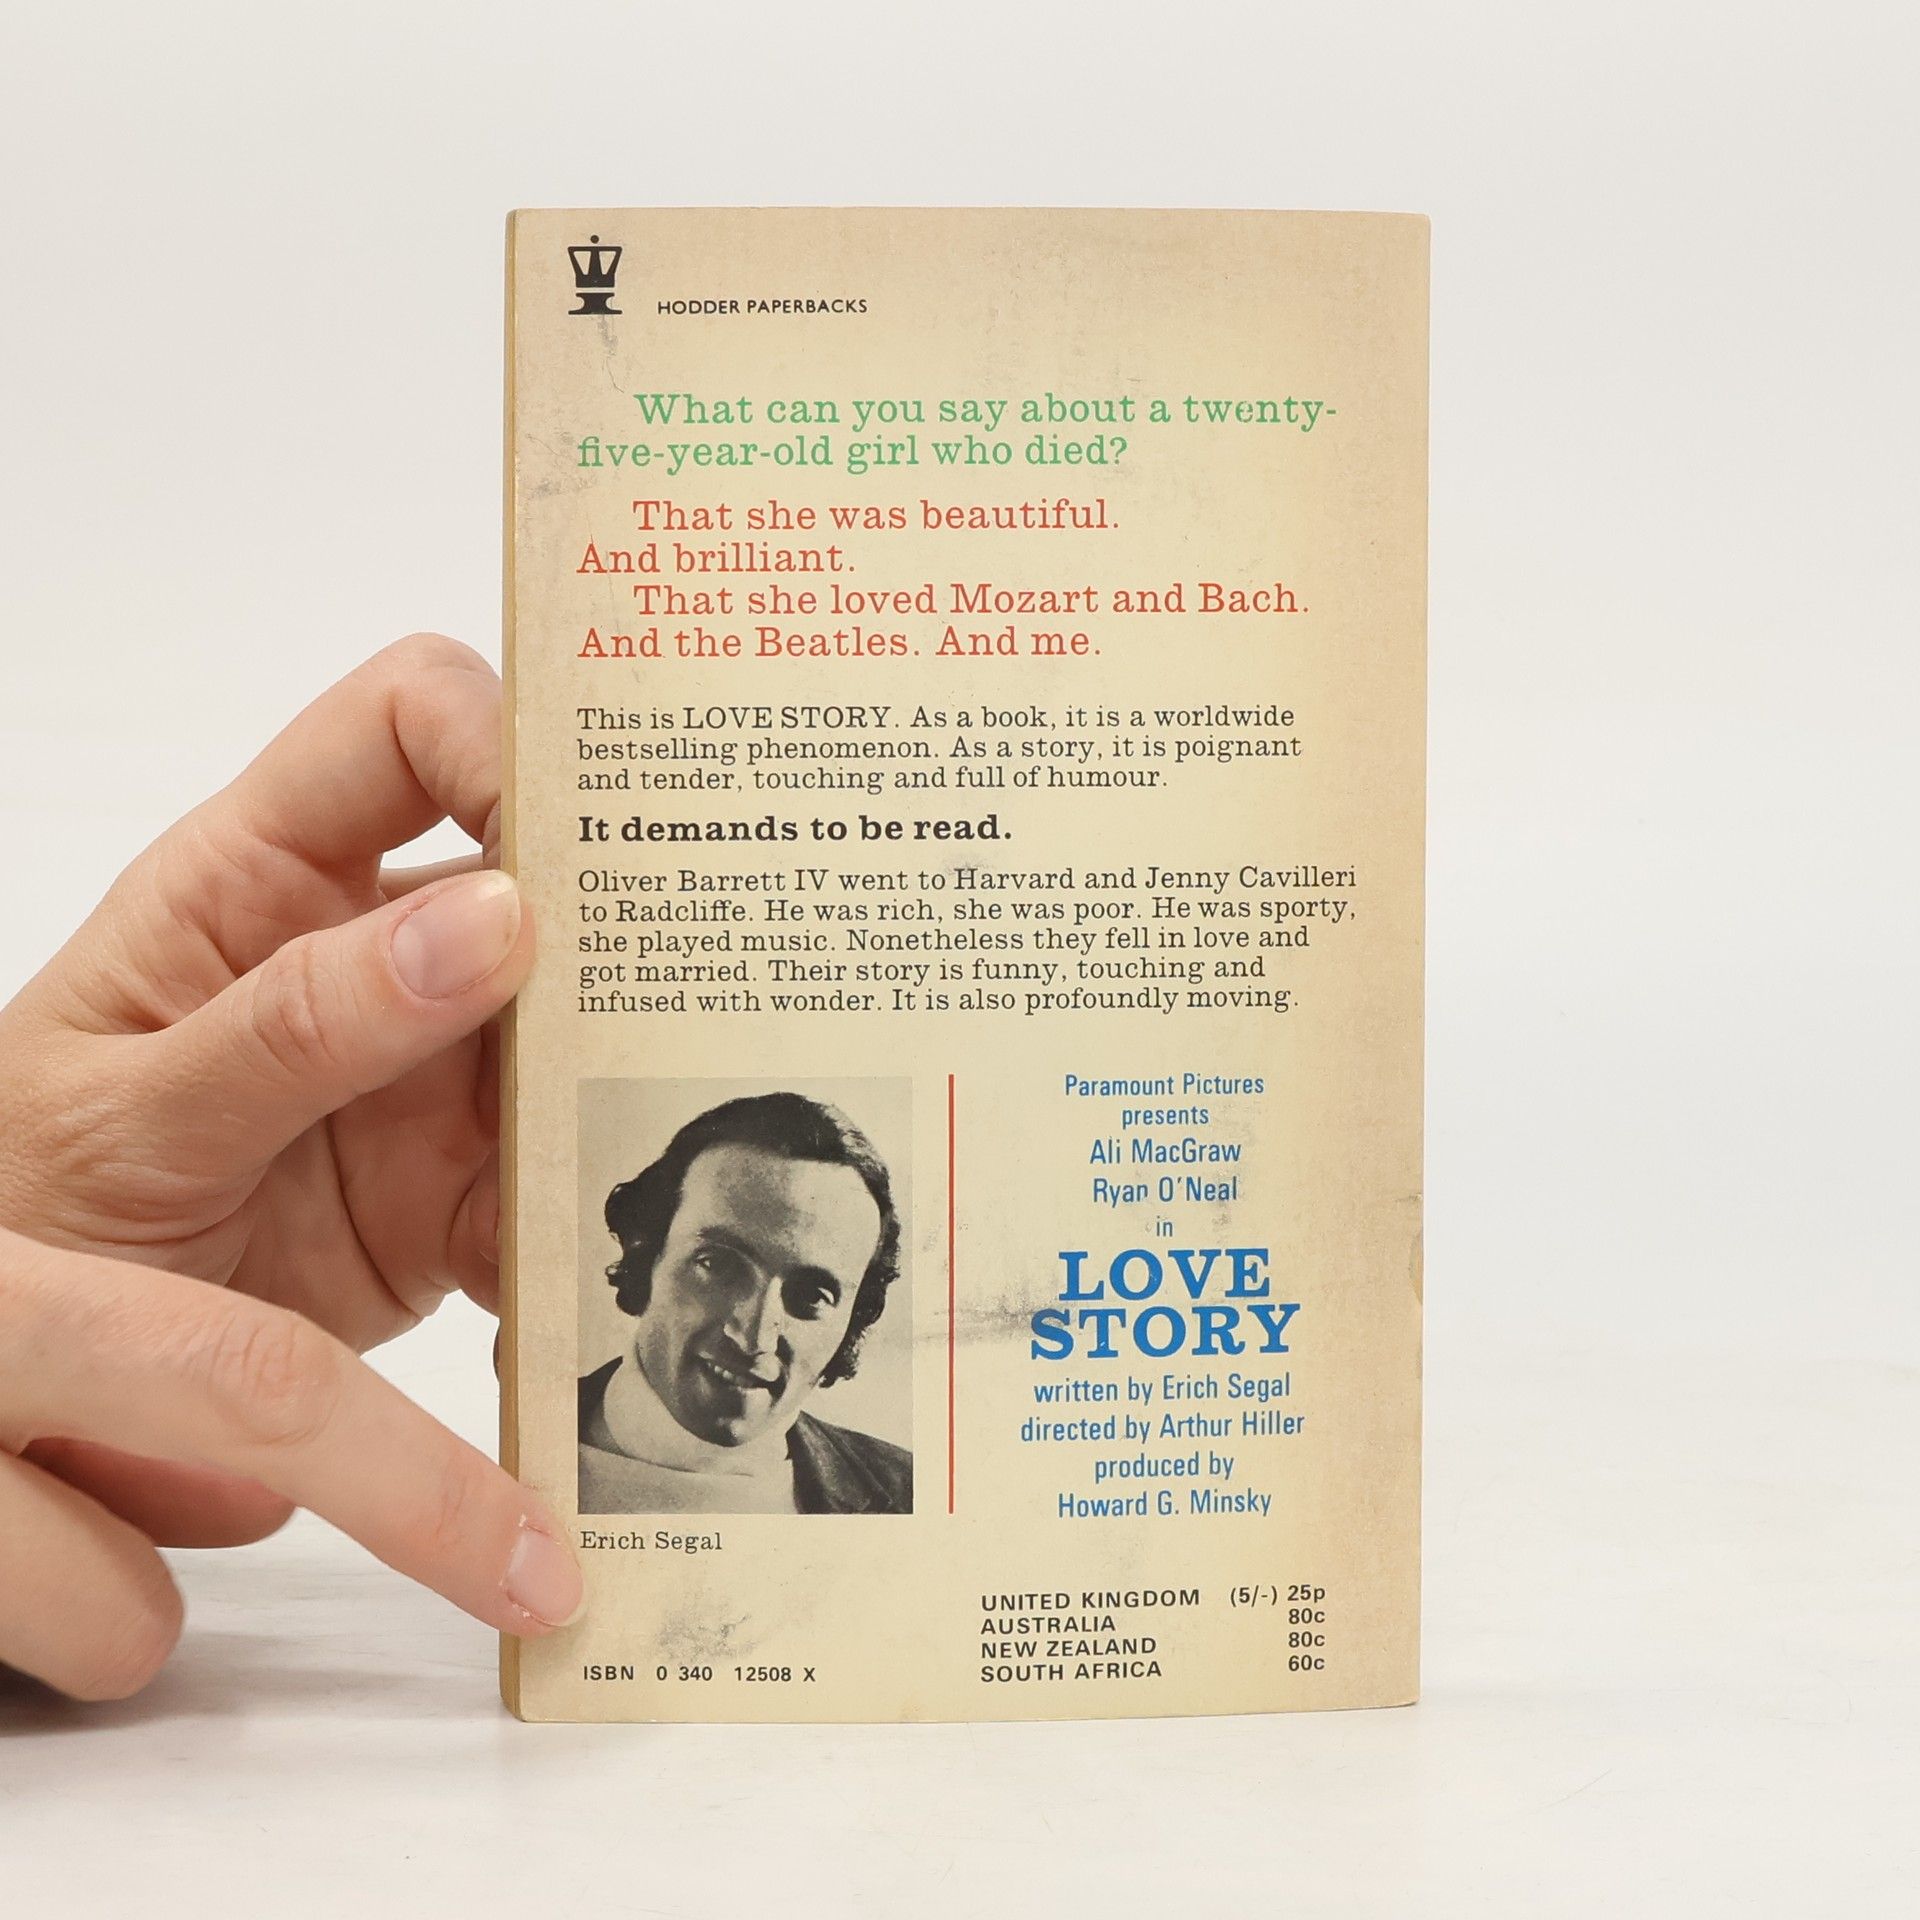 HODDER PAPERBACKS
What can you say about a twenty-
five-year-old girl who died?
That she was beautiful.
And brilliant.
That she loved Mozart and Bach.
And the Beatles. And me.
This is LOVE STORY. As a book, it is a worldwide
bestselling phenomenon. As a story, it is poignant
and tender, touching and full of humour.
It demands to be read.
Oliver Barrett IV went to Harvard and Jenny Cavilleri
to Radcliffe. He was rich, she was poor. He was sporty,
she played music. Nonetheless they fell in love and
got married. Their story is funny, touching and
infused with wonder. It is also profoundly moving.
Erich Segal
Paramount Pictures
presents
Ali MacGraw
Ryan O'Neal
in
LOVE
STORY
written by Erich Segal
directed by Arthur Hiller
produced by
Howard G. Minsky
UNITED KINGDOM (5/-) 25p
AUSTRALIA 80c
NEW ZEALAND 80c
SOUTH AFRICA 60c
ISBN 0 340 12508 X